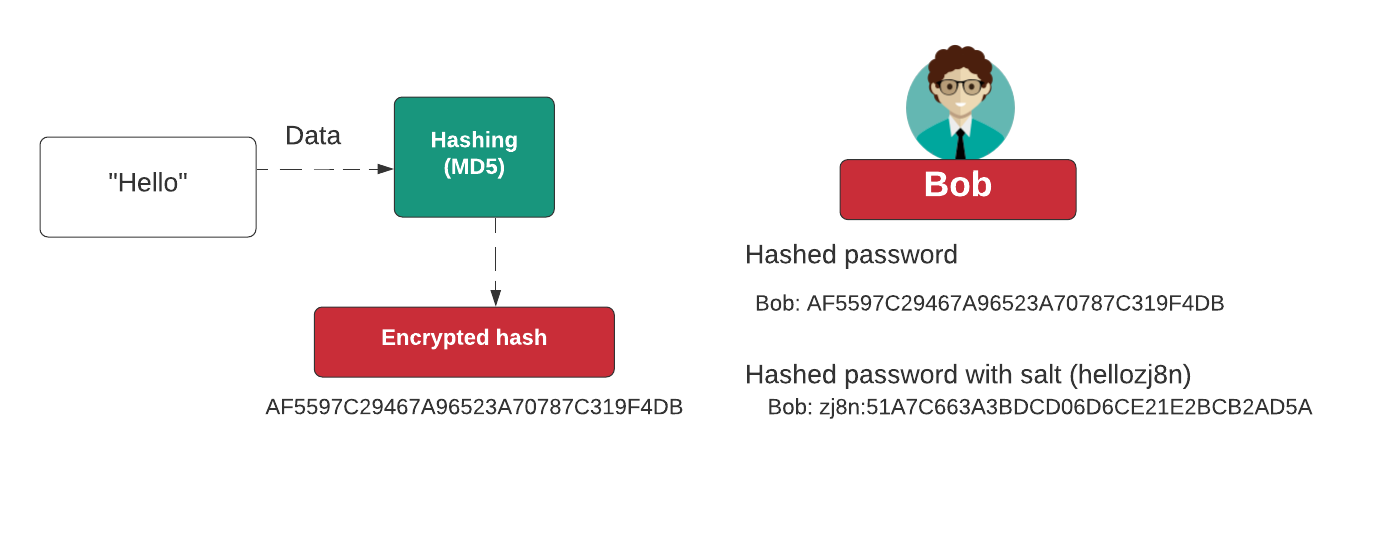 "Hello"
Data
Hashing
(MD5)
Encrypted hash
AF5597C29467A96523A70787C319F4DB
Bob
Hashed password
Bob: AF5597C29467A96523A70787C319F4DB
Hashed password with salt (hellozj8n)
Bob: zj8n:51A7C663A3BDCD06D6CE21E2BCB2AD5A